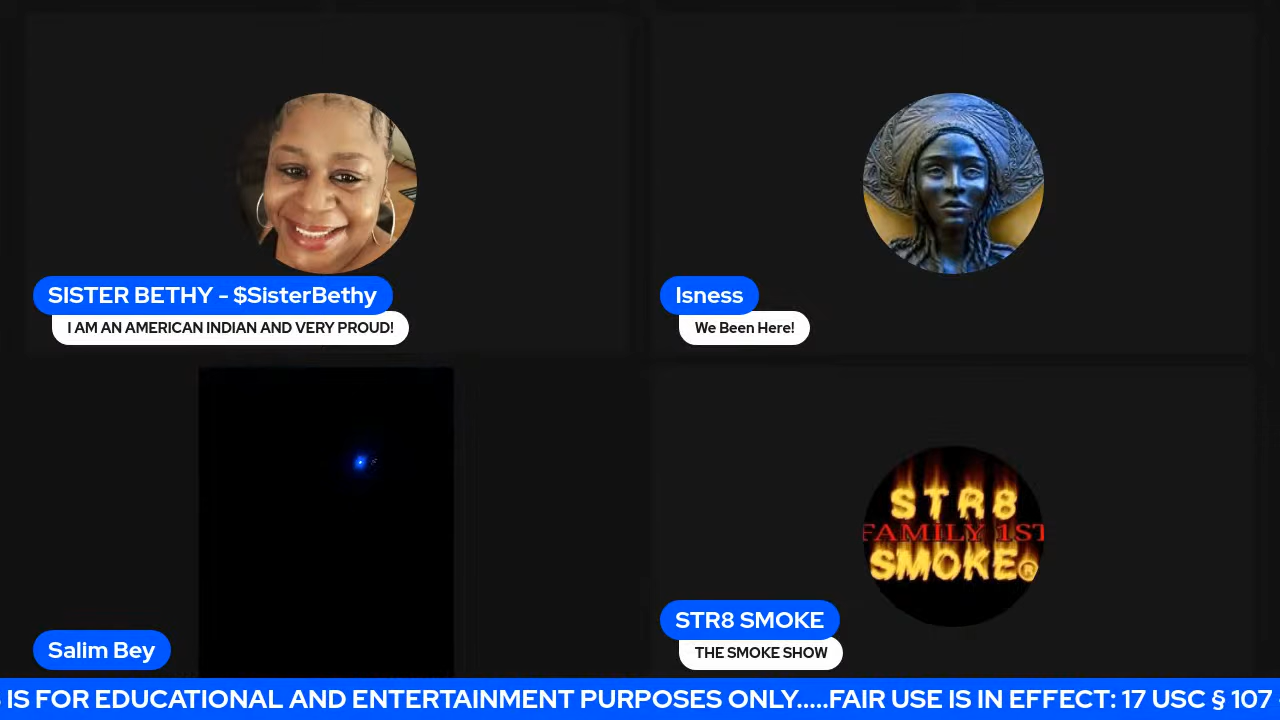 SISTER BETHY - $SisterBethy
I AM AN AMERICAN INDIAN AND VERY PROUD!
Isness
We Been Here!
Salim Bey
STR8
FAMILY 1ST
SMOKE®
STR8 SMOKE
THE SMOKE SHOW
IS FOR EDUCATIONAL AND ENTERTAINMENT PURPOSES ONLY.....FAIR USE IS IN EFFECT: 17 USC § 107